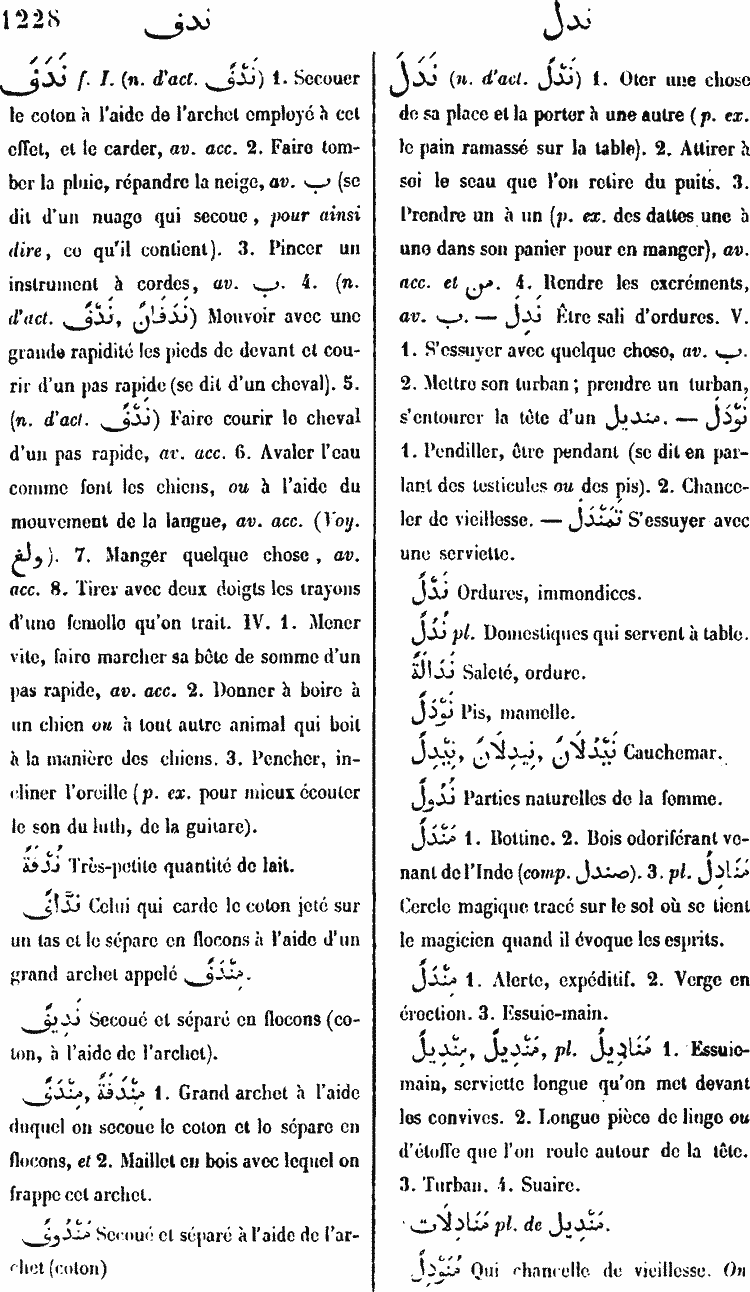 1228 ندف ندل
نَدَفَ f. I. (n. d'act. نَدْفٌ) 1. Secouer
le coton à l'aide de l'archet employé à cet
effet, et le carder, av. acc. 2. Faire tom-
ber la pluie, répandre la neige, av. ب (se
dit d'un nuage qui secoue, pour ainsi
dire, ce qu'il contient). 3. Pincer un
instrument à cordes, av. ب. 4. (n.
d'act. نَدْفٌ, نَدَفَانٌ) Mouvoir avec une
grande rapidité les pieds de devant et cou-
rir d'un pas rapide (se dit d'un cheval). 5.
(n. d'act. نَدْفٌ) Faire courir le cheval
d'un pas rapide, av. acc. 6. Avaler l'eau
comme font les chiens, ou à l'aide du
mouvement de la langue, av. acc. (Voy.
ولغ). 7. Manger quelque chose, av.
acc. 8. Tirer avec deux doigts les trayons
d'une femelle qu'on trait. IV. 1. Mener
vite, faire marcher sa bête de somme d'un
pas rapide, av. acc. 2. Donner à boire à
un chien ou à tout autre animal qui boit
à la manière des chiens. 3. Pencher, in-
cliner l'oreille (p. ex. pour mieux écouter
le son du luth, de la guitare).
نُدْفَةٌ Très-petite quantité de lait.
نَدَّافٌ Celui qui carde le coton jeté sur
un tas et le sépare en flocons à l'aide d'un
grand archet appelé مِنْدَفٌ.
نَدِيفٌ Secoué et séparé en flocons (co-
ton, à l'aide de l'archet).
مِنْدَفٌ, مِنْدَفَةٌ 1. Grand archet à l'aide
duquel on secoue le coton et le sépare en
flocons, et 2. Maillet en bois avec lequel on
frappe cet archet.
مَنْدُوفٌ Secoué et séparé à l'aide de l'ar-
chet (coton)
نَدَلَ (n. d'act. نَدْلٌ) 1. Oter une chose
de sa place et la porter à une autre (p. ex.
le pain ramassé sur la table). 2. Attirer à
soi le seau que l'on retire du puits. 3.
Prendre un à un (p. ex. des dattes une à
une dans son panier pour en manger), av.
acc. et من. 4. Rendre les excréments,
av. ب. — نَدِلَ Être sali d'ordures. V.
1. S'essuyer avec quelque chose, av. ب.
2. Mettre son turban; prendre un turban,
s'entourer la tête d'un منديل. — نَوْدَلَ
1. Pendiller, être pendant (se dit en par-
lant des testicules ou des pis). 2. Chance-
ler de vieillesse. — تَمَنْدَلَ S'essuyer avec
une serviette.
نَدْلٌ Ordures, immondices.
نُدُلٌ pl. Domestiques qui servent à table.
نَدَالَةٌ Saleté, ordure.
نَوْدَلٌ Pis, mamelle.
نَيْدُلَانٌ, نِيدِلَانٌ, نَيْدِلٌ Cauchemar.
نَدُولٌ Parties naturelles de la femme.
مَنْدَلٌ 1. Bottine. 2. Bois odoriférant ve-
nant de l'Inde (comp. صندل). 3. pl. مَنَادِلُ
Cercle magique tracé sur le sol où se tient
le magicien quand il évoque les esprits.
مِنْدَلٌ 1. Alerte, expéditif. 2. Verge en
érection. 3. Essuie-main.
مِنْدِيلٌ, مَنْدِيلٌ, pl. مَنَادِيلُ 1. Essuie-
main, serviette longue qu'on met devant
les convives. 2. Longue pièce de linge ou
d'étoffe que l'on roule autour de la tête.
3. Turban. 4. Suaire.
مَنَادِلَات pl. de مِنْدِيل.
مُنَوْدِلٌ Qui chancelle de vieillesse. On